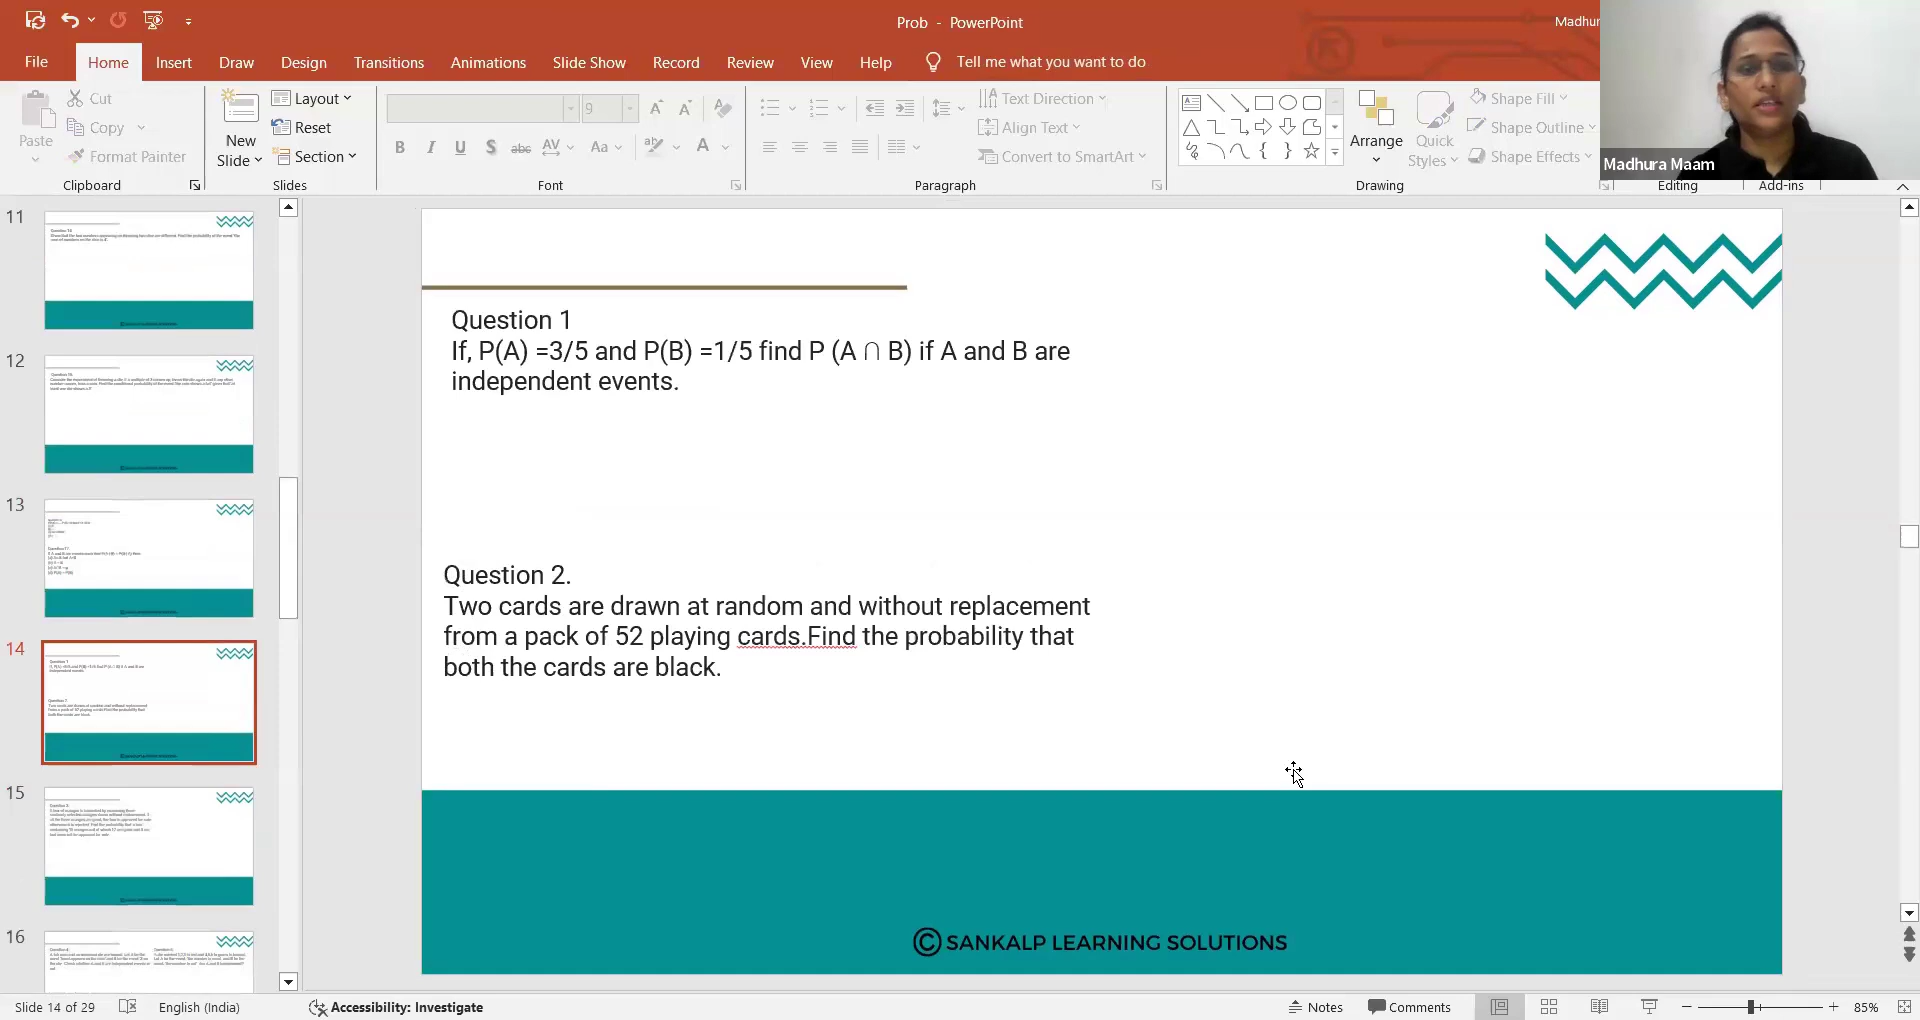 Prob - PowerPoint
Madhur
File
Home
Insert
Draw
Design
Transitions
Animations
Slide Show
Record
Review
View
Help
Tell me what you want to do
Paste
Cut
Copy
Format Painter
Clipboard
New
Slide
Layout
Reset
Section
Slides
9
Font
Text Direction
Align Text
Convert to SmartArt
Paragraph
Arrange
Quick
Styles
Shape Fill
Shape Outline
Shape Effects
Drawing
Editing
Add-ins
Madhura Maam
11
12
13
14
15
16
Question 1
If, P(A) =3/5 and P(B) =1/5 find P (A ∩ B) if A and B are
independent events.
Question 2.
Two cards are drawn at random and without replacement
from a pack of 52 playing cards.Find the probability that
both the cards are black.
© SANKALP LEARNING SOLUTIONS
Slide 14 of 29
English (India)
Accessibility: Investigate
Notes
Comments
85%